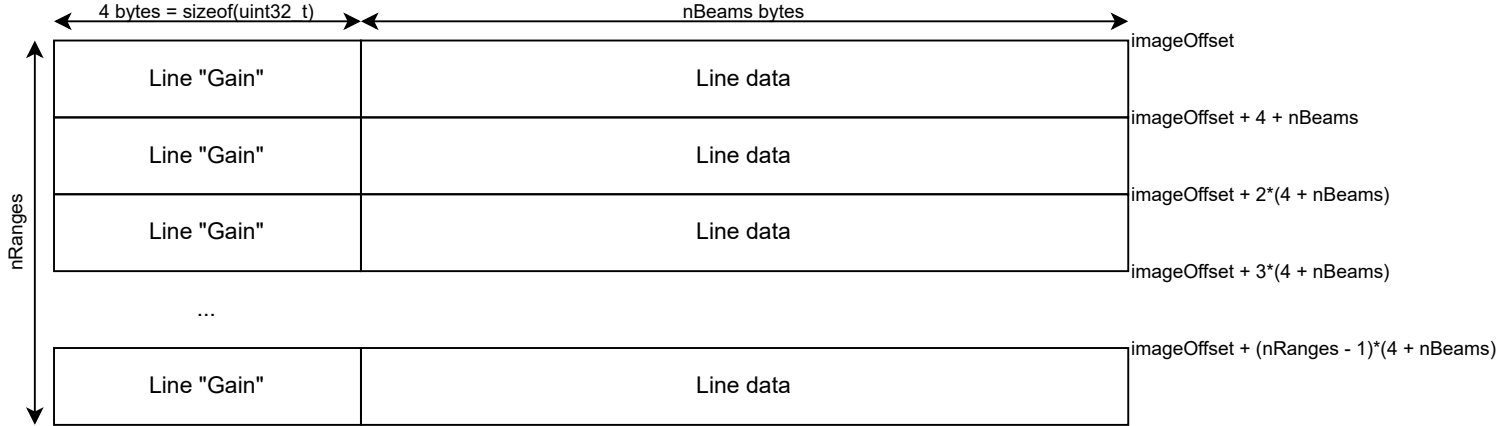 4 bytes = sizeof(uint32_t)
nBeams bytes
imageOffset
Line "Gain"
Line data
imageOffset + 4 + nBeams
Line "Gain"
Line data
imageOffset + 2*(4 + nBeams)
nRanges
Line "Gain"
Line data
imageOffset + 3*(4 + nBeams)
...
imageOffset + (nRanges - 1)*(4 + nBeams)
Line "Gain"
Line data